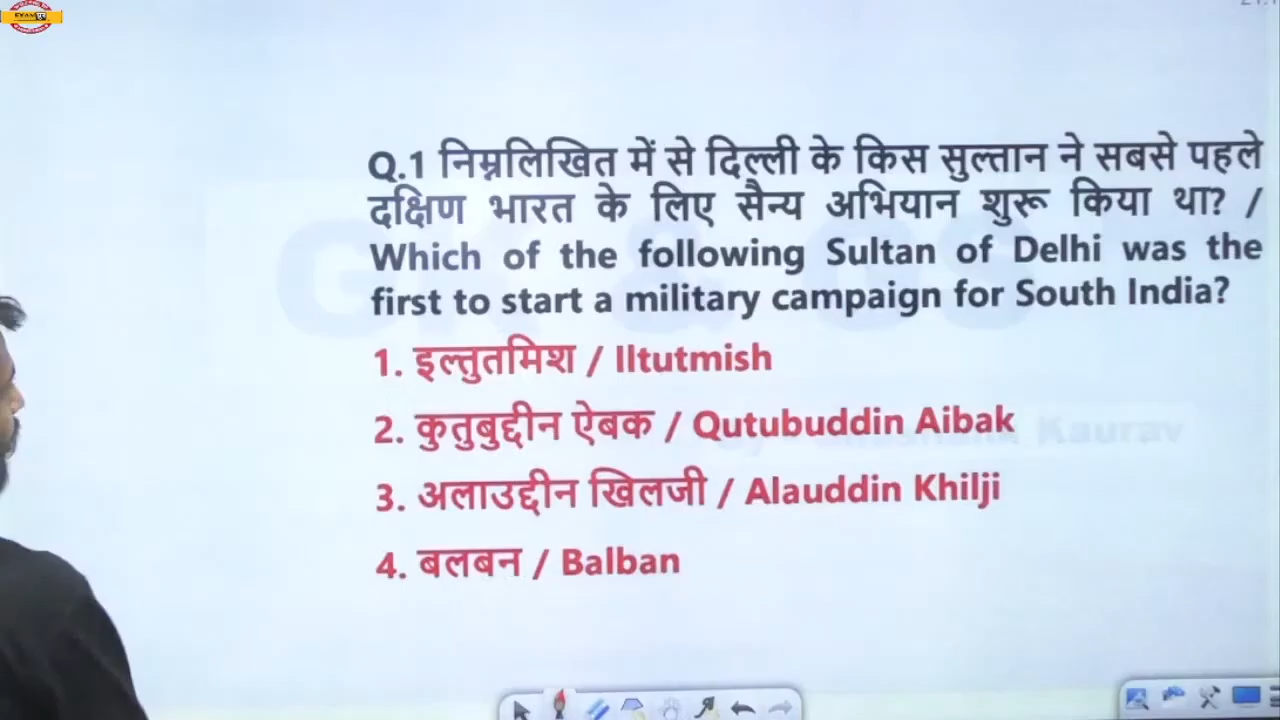 EXAM
Q.1 निम्नलिखित में से दिल्ली के किस सुल्तान ने सबसे पहले
दक्षिण भारत के लिए सैन्य अभियान शुरू किया था? /
Which of the following Sultan of Delhi was the
first to start a military campaign for South India?
1. इल्तुतमिश / Iltutmish
2. कुतुबुद्दीन ऐबक / Qutubuddin Aibak
Kaurav
3. अलाउद्दीन खिलजी / Alauddin Khilji
4. बलबन / Balban